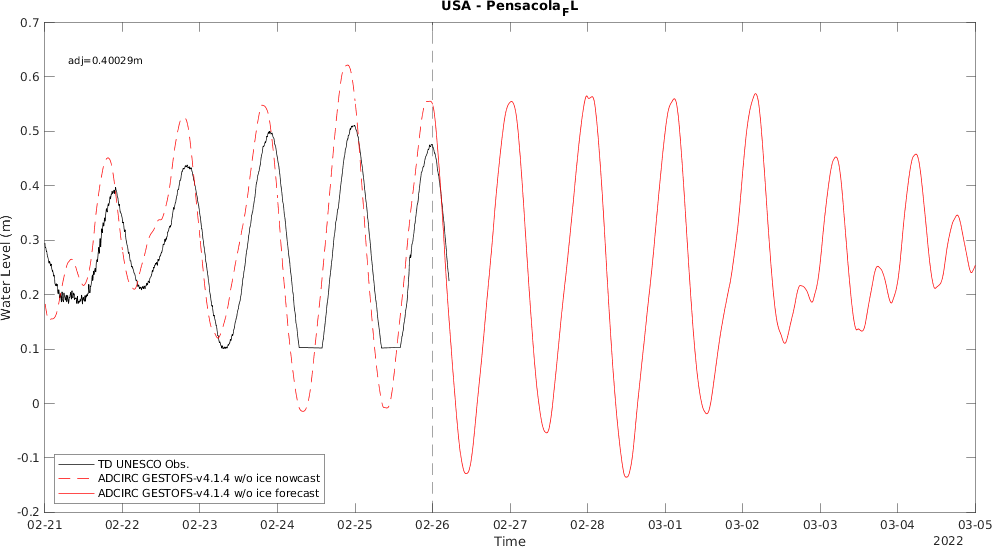 USA - Pensacola_FL
0.7
adj=0.40029m
0.6
0.5
0.4
0.3
0.2
0.1
0
-0.1
-0.2
Water Level (m)
TD UNESCO Obs.
ADCIRC GESTOFS-v4.1.4 w/o ice nowcast
ADCIRC GESTOFS-v4.1.4 w/o ice forecast
02-21 02-22 02-23 02-24 02-25 02-26 02-27 02-28 03-01 03-02 03-03 03-04 03-05
Time
2022